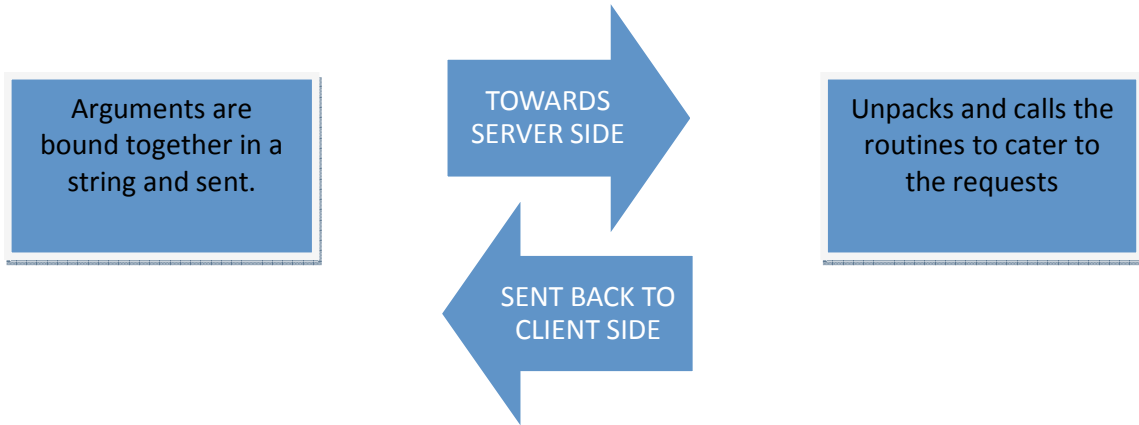 Arguments are
bound together in a
string and sent.
TOWARDS
SERVER SIDE
Unpacks and calls the
routines to cater to
the requests
SENT BACK TO
CLIENT SIDE